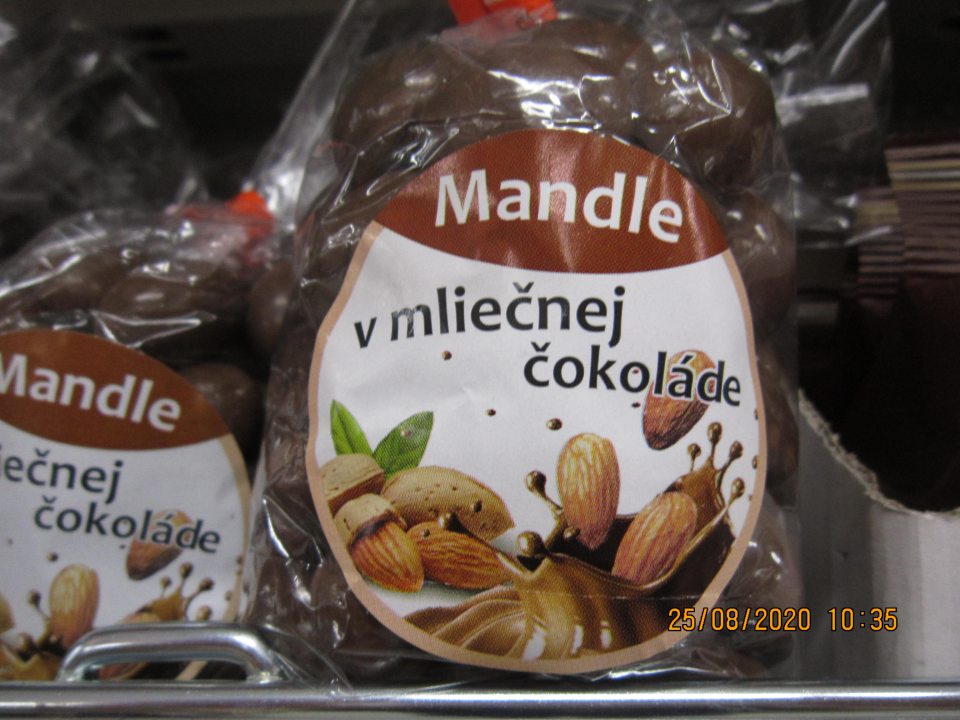 Mandle
v mliečnej
čokoláde
Mandle
iečnej
čokoláde
25/08/2020 10:35